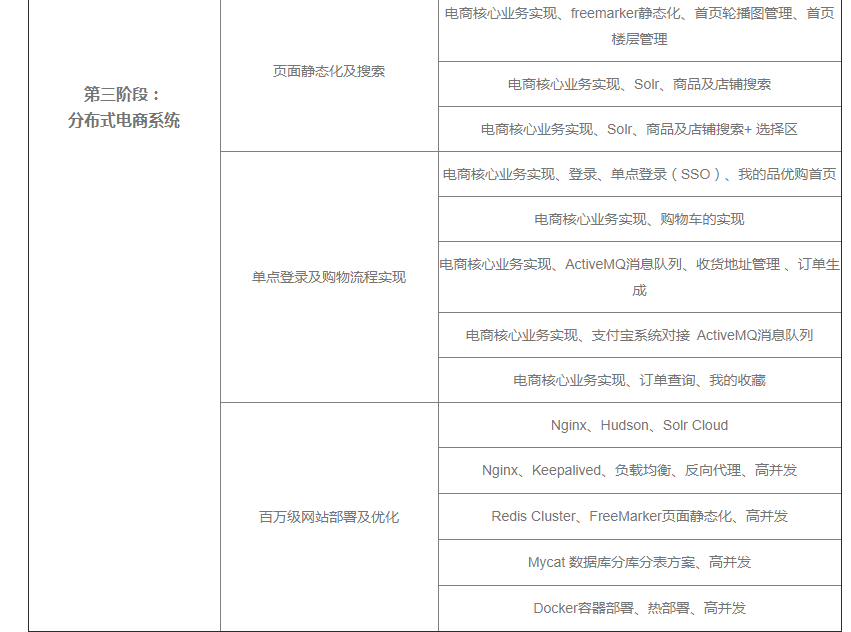 第三阶段：
分布式电商系统
页面静态化及搜索
电商核心业务实现、freemarker静态化、首页轮播图管理、首页
楼层管理
电商核心业务实现、Solr、商品及店铺搜索
电商核心业务实现、Solr、商品及店铺搜索+ 选择区
单点登录及购物流程实现
电商核心业务实现、登录、单点登录（SSO）、我的品优购首页
电商核心业务实现、购物车的实现
电商核心业务实现、ActiveMQ消息队列、收货地址管理 、订单生
成
电商核心业务实现、支付宝系统对接 ActiveMQ消息队列
电商核心业务实现、订单查询、我的收藏
百万级网站部署及优化
Nginx、Hudson、Solr Cloud
Nginx、Keepalived、负载均衡、反向代理、高并发
Redis Cluster、FreeMarker页面静态化、高并发
Mycat 数据库分库分表方案、高并发
Docker容器部署、热部署、高并发